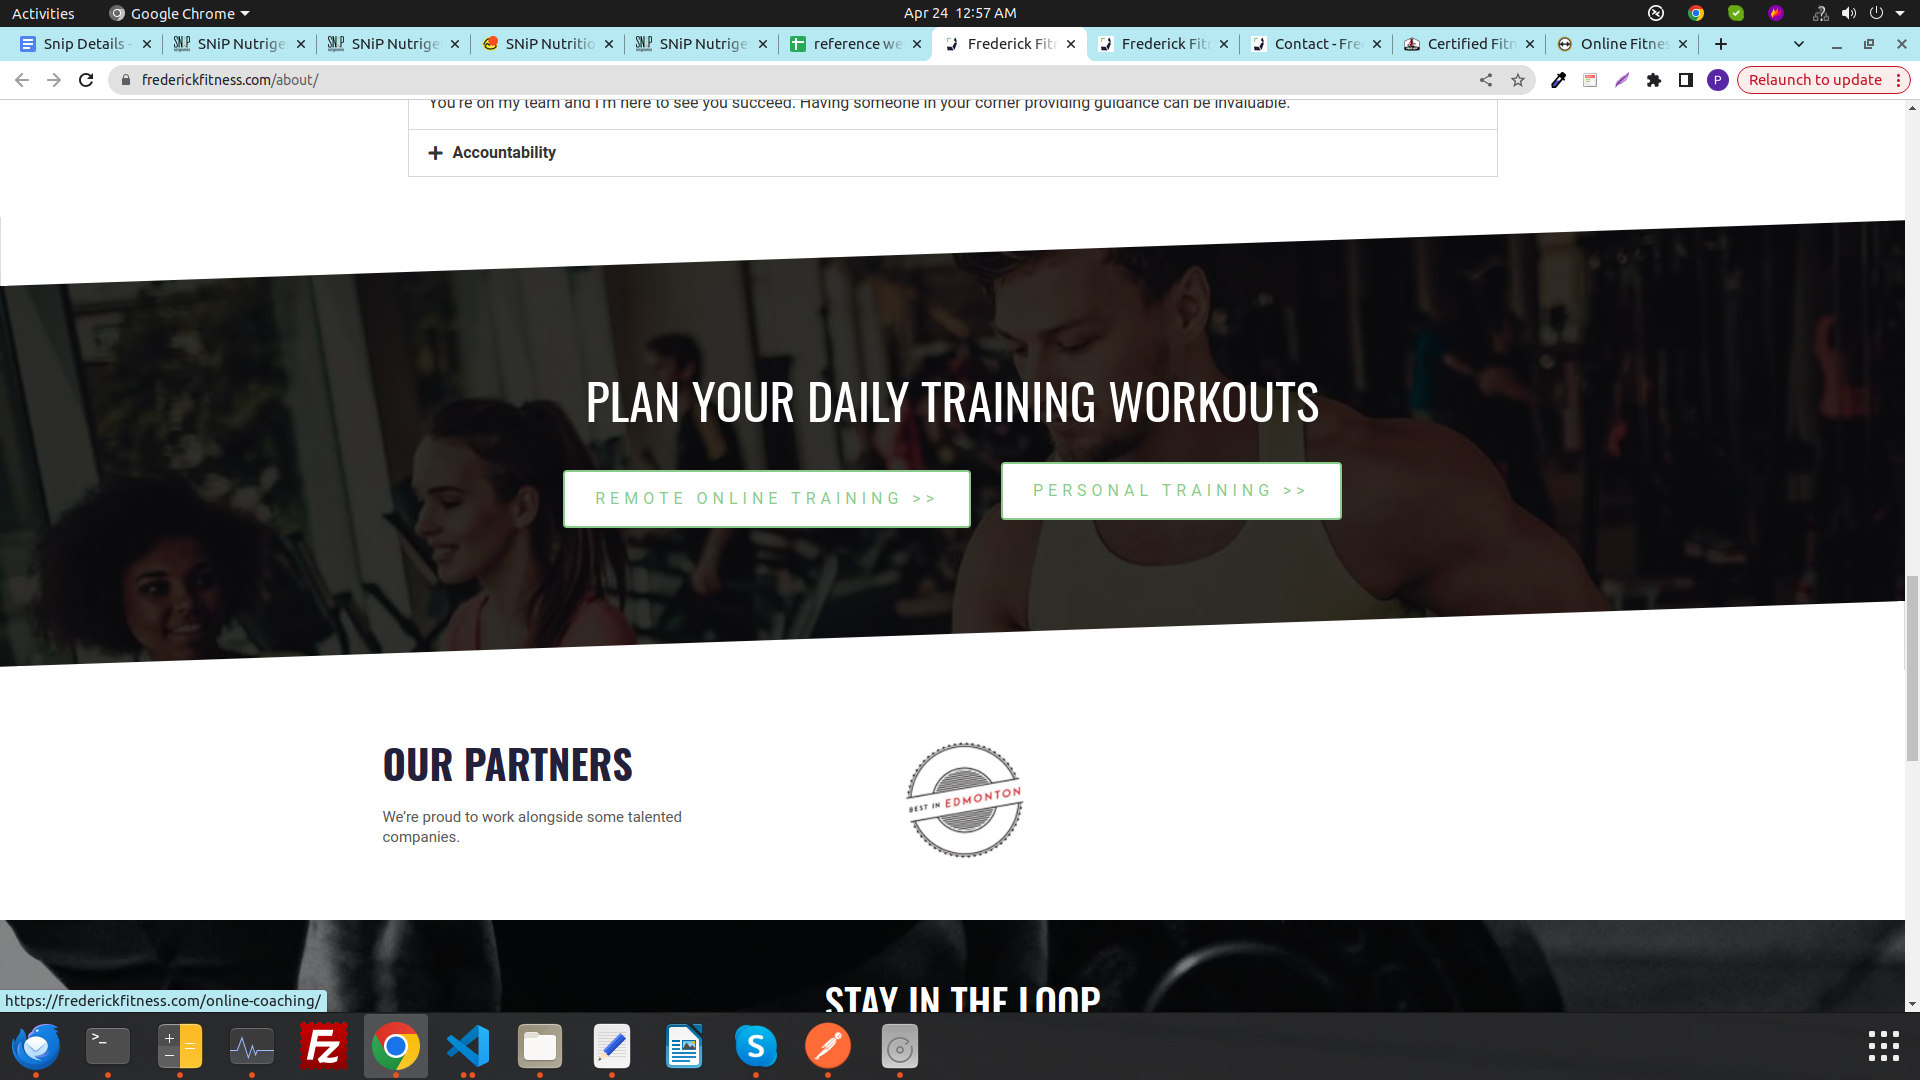 Activities
Google Chrome
Apr 24 12:57 AM
Snip Details -
SNiP Nutrige
SNiP Nutrige
SNiP Nutritio
SNiP Nutrige
reference we
Frederick Fit
Frederick Fit
Contact - Fre
Certified Fitn
Online Fitnes
frederickfitness.com/about/
P
Relaunch to update
You're on my team and I'm here to see you succeed. Having someone in your corner providing guidance can be invaluable.
Accountability
PLAN YOUR DAILY TRAINING WORKOUTS
REMOTE ONLINE TRAINING >>
PERSONAL TRAINING >>
OUR PARTNERS
We're proud to work alongside some talented
companies.
BEST IN EDMONTON
STAY IN THE LOOP
https://frederickfitness.com/online-coaching/